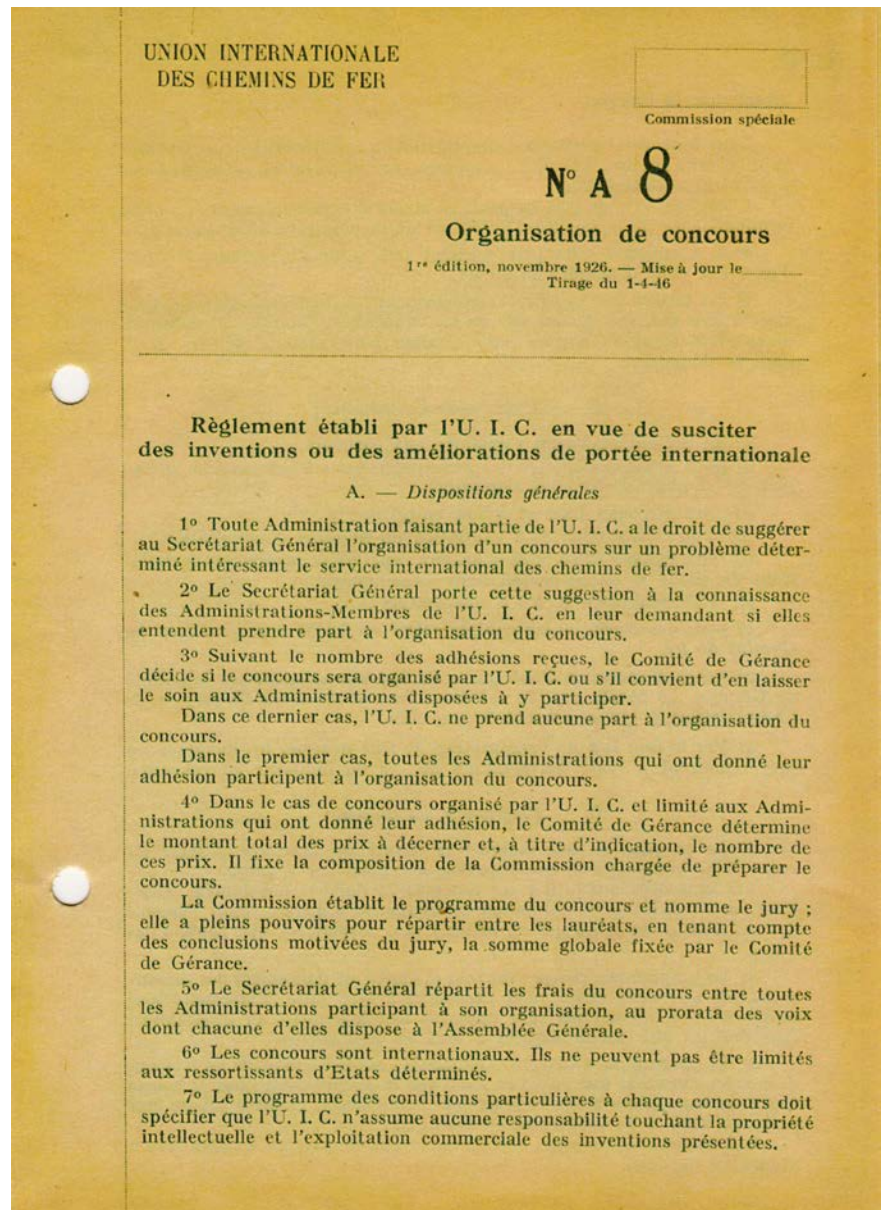 UNION INTERNATIONALE
DES CHEMINS DE FER
Commission spéciale
N° A 8
Organisation de concours
1re édition, novembre 1926. — Mise à jour le
Tirage du 1-4-46
Règlement établi par l'U. I. C. en vue de susciter
des inventions ou des améliorations de portée internationale
A. — Dispositions générales
1° Toute Administration faisant partie de l'U. I. C. a le droit de suggérer
au Secrétariat Général l'organisation d'un concours sur un problème déter-
miné intéressant le service international des chemins de fer.
2° Le Secrétariat Général porte cette suggestion à la connaissance
des Administrations-Membres de l'U. I. C. en leur demandant si elles
entendent prendre part à l'organisation du concours.
3° Suivant le nombre des adhésions reçues, le Comité de Gérance
décide si le concours sera organisé par l'U. I. C. ou s'il convient d'en laisser
le soin aux Administrations disposées à y participer.
Dans ce dernier cas, l'U. I. C. ne prend aucune part à l'organisation du
concours.
Dans le premier cas, toutes les Administrations qui ont donné leur
adhésion participent à l'organisation du concours.
4° Dans le cas de concours organisé par l'U. I. C. et limité aux Admi-
nistrations qui ont donné leur adhésion, le Comité de Gérance détermine
le montant total des prix à décerner et, à titre d'indication, le nombre de
ces prix. Il fixe la composition de la Commission chargée de préparer le
concours.
La Commission établit le programme du concours et nomme le jury ;
elle a pleins pouvoirs pour répartir entre les lauréats, en tenant compte
des conclusions motivées du jury, la somme globale fixée par le Comité
de Gérance.
5° Le Secrétariat Général répartit les frais du concours entre toutes
les Administrations participant à son organisation, au prorata des voix
dont chacune d'elles dispose à l'Assemblée Générale.
6° Les concours sont internationaux. Ils ne peuvent pas être limités
aux ressortissants d'Etats déterminés.
7° Le programme des conditions particulières à chaque concours doit
spécifier que l'U. I. C. n'assume aucune responsabilité touchant la propriété
intellectuelle et l'exploitation commerciale des inventions présentées.